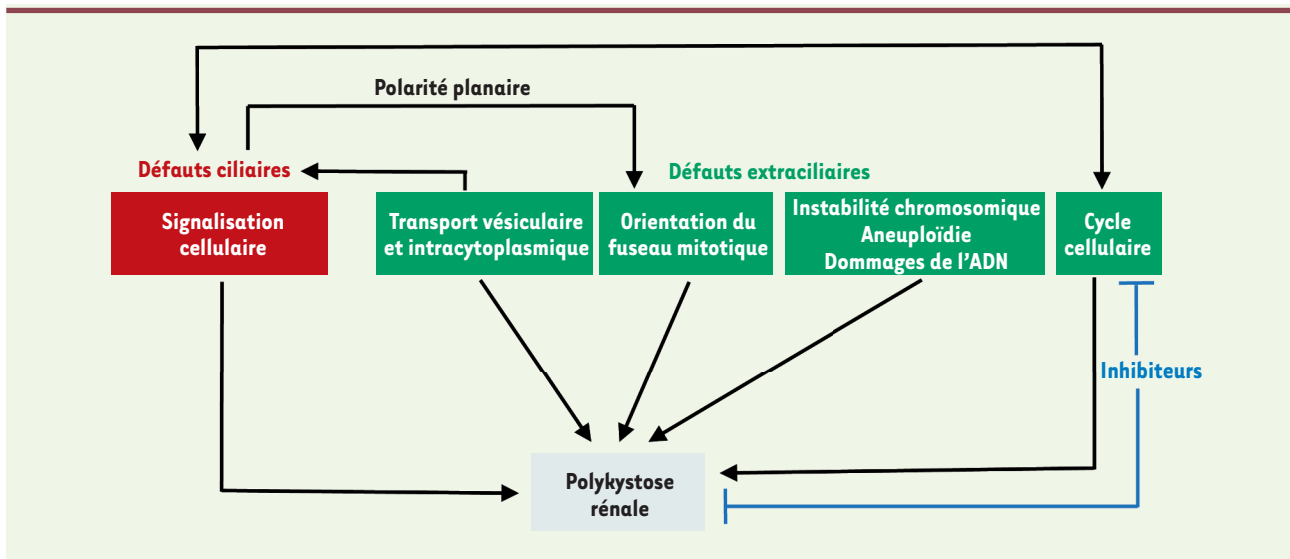 Polarité planaire
Défauts ciliaires
Défauts extraciliaires
Signalisation
cellulaire
Transport vésiculaire
et intracytoplasmique
Orientation du
fuseau mitotique
Instabilité chromosomique
Aneuploïdie
Dommages de l'ADN
Cycle
cellulaire
Inhibiteurs
Polykystose
rénale